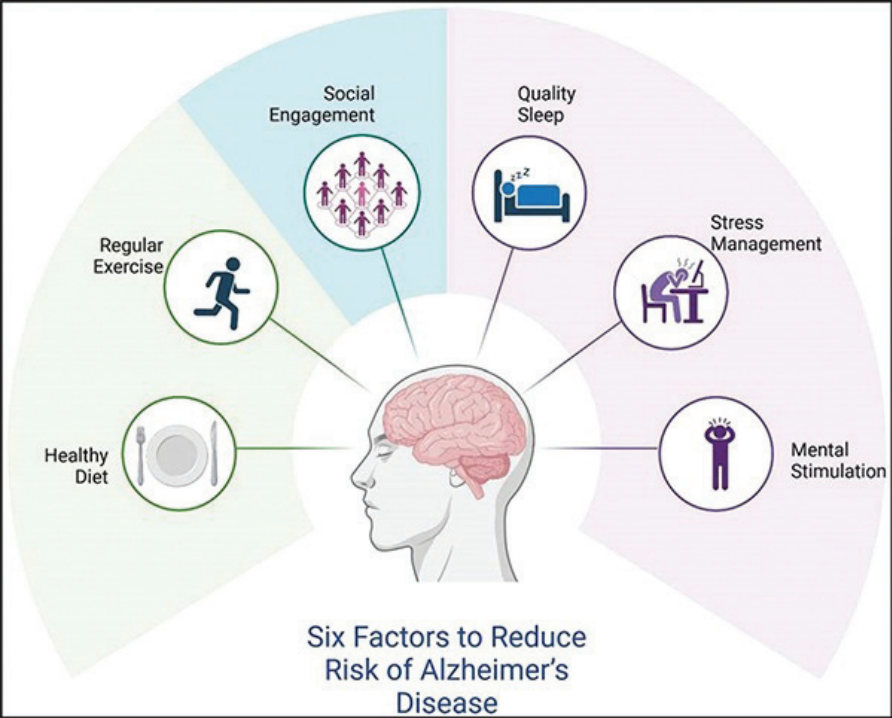 Social
Engagement
Quality
Sleep
zzz
Regular
Exercise
Stress
Management
Healthy
Diet
Mental
Stimulation
Six Factors to Reduce
Risk of Alzheimer's
Disease